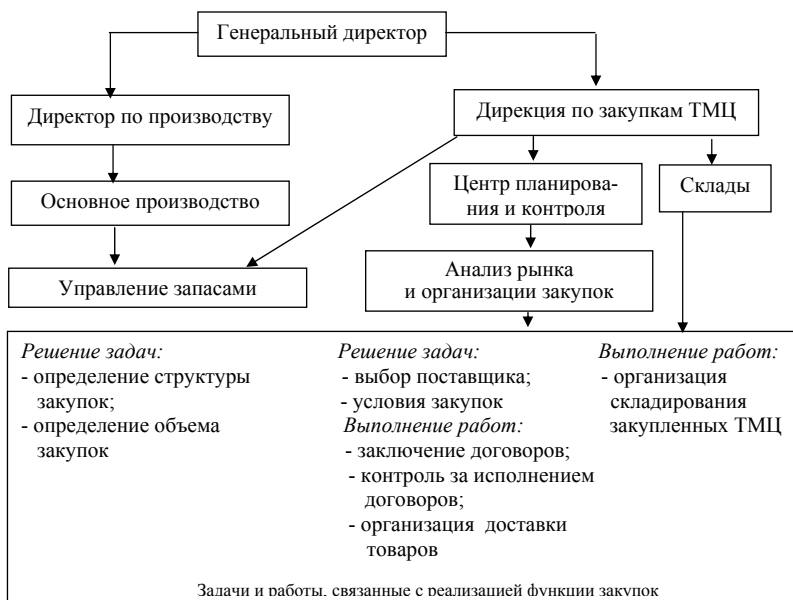 Генеральный директор
Директор по производству
Дирекция по закупкам ТМЦ
Основное производство
Центр планирова-
ния и контроля
Склады
Управление запасами
Анализ рынка
и организации закупок
Решение задач:
- определение структуры
закупок;
- определение объема
закупок
Решение задач:
- выбор поставщика;
- условия закупок
Выполнение работ:
- заключение договоров;
- контроль за исполнением
договоров;
- организация доставки
товаров
Выполнение работ:
- организация
складирования
закупленных ТМЦ
Задачи и работы, связанные с реализацией функции закупок